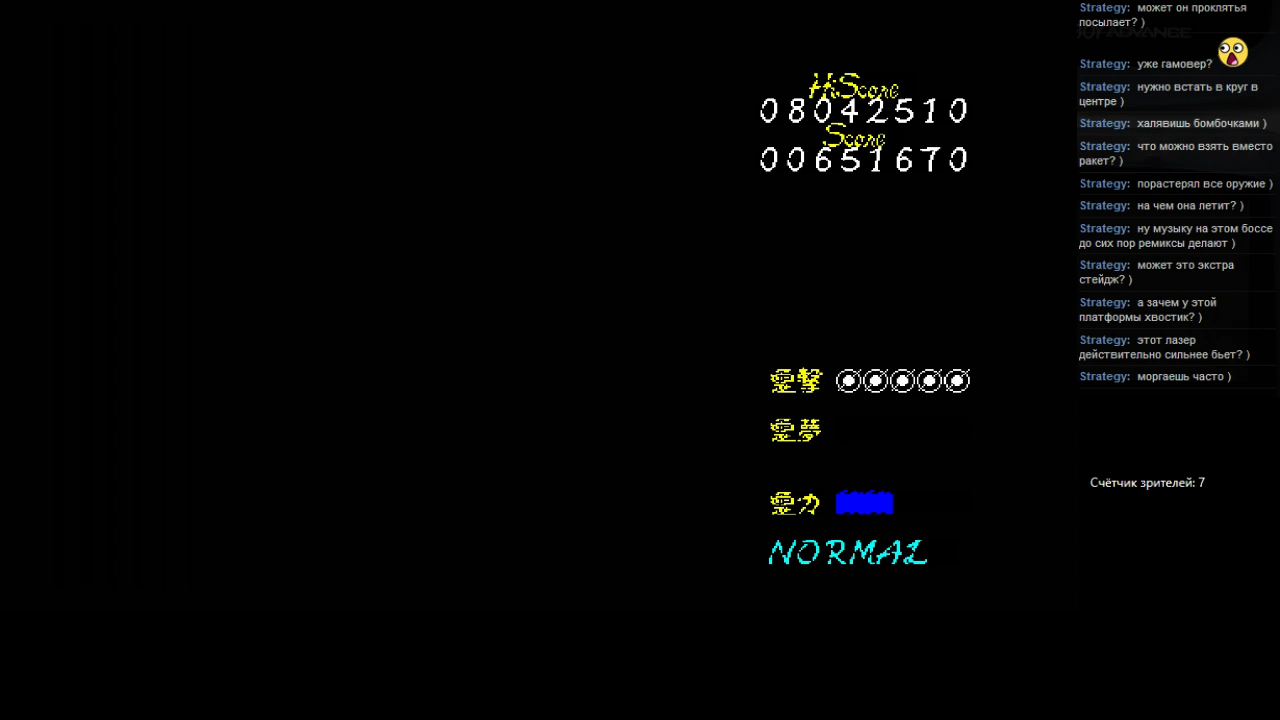 HiScore
08042510
Score
00651670
霊撃
霊夢
霊力
NORMAL
Strategy: может он проклятья
посылает? )
Strategy: уже гамовер?
Strategy: нужно встать в круг в
центре )
Strategy: халявишь бомбочками )
Strategy: что можно взять вместо
ракет? )
Strategy: порастерял все оружие )
Strategy: на чем она летит? )
Strategy: ну музыку на этом боссе
до сих пор ремиксы делают )
Strategy: может это экстра
стейдж? )
Strategy: а зачем у этой
платформы хвостик? )
Strategy: этот лазер
действительно сильнее бьет? )
Strategy: моргаешь часто )
Счётчик зрителей: 7